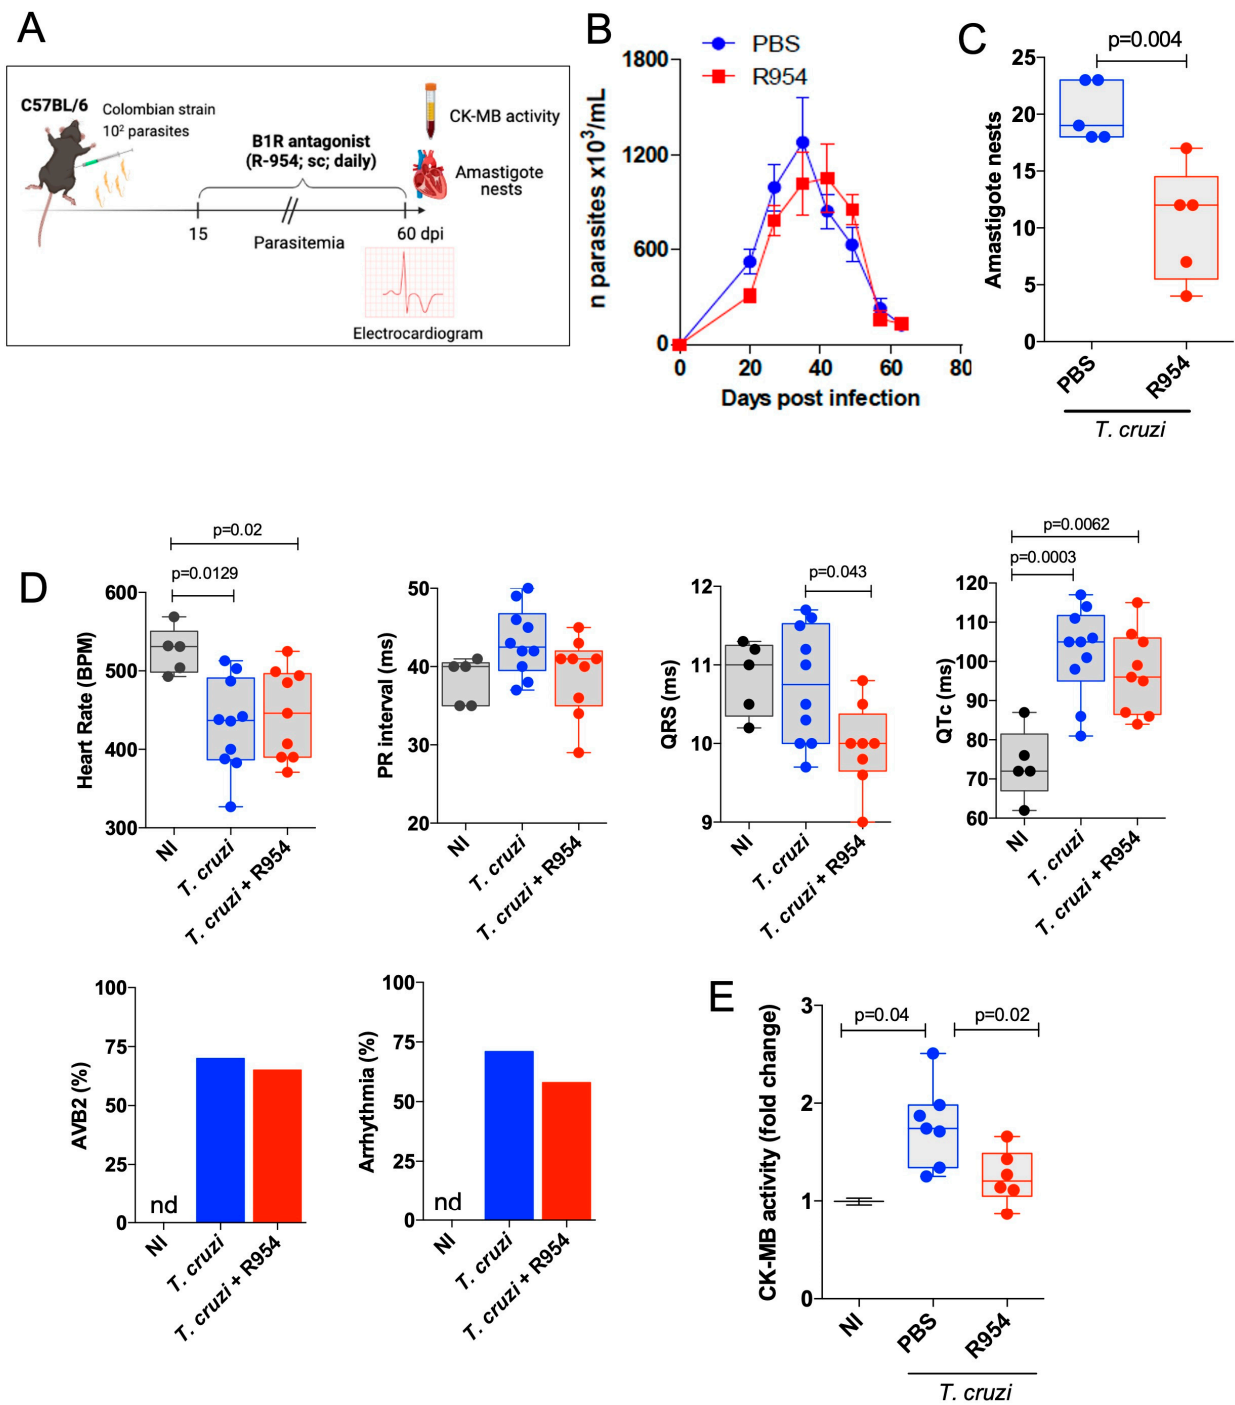 A
C57BL/6
Colombian strain
10² parasites
B1R antagonist
(R-954; sc; daily)
CK-MB activity
Amastigote
nests
15
Parasitemia
60 dpi
Electrocardiogram
B
PBS
R954
n parasites x10³/mL
1800
1200
600
0
0 20 40 60 80
Days post infection
C
p=0.004
Amastigote nests
25
20
15
10
5
0
PBS
R954
T. cruzi
D
p=0.02
p=0.0129
Heart Rate (BPM)
600
500
400
300
NI
T. cruzi
T. cruzi + R954
PR interval (ms)
50
40
30
20
NI
T. cruzi
T. cruzi + R954
p=0.043
QRS (ms)
12
11
10
9
NI
T. cruzi
T. cruzi + R954
p=0.0062
p=0.0003
QTc (ms)
120
110
100
90
80
70
60
NI
T. cruzi
T. cruzi + R954
AVB2 (%)
100
75
50
25
0
nd
NI
T. cruzi
T. cruzi + R954
Arrhythmia (%)
100
75
50
25
0
nd
NI
T. cruzi
T. cruzi + R954
E
p=0.04
p=0.02
CK-MB activity (fold change)
3
2
1
0
NI
PBS
R954
T. cruzi